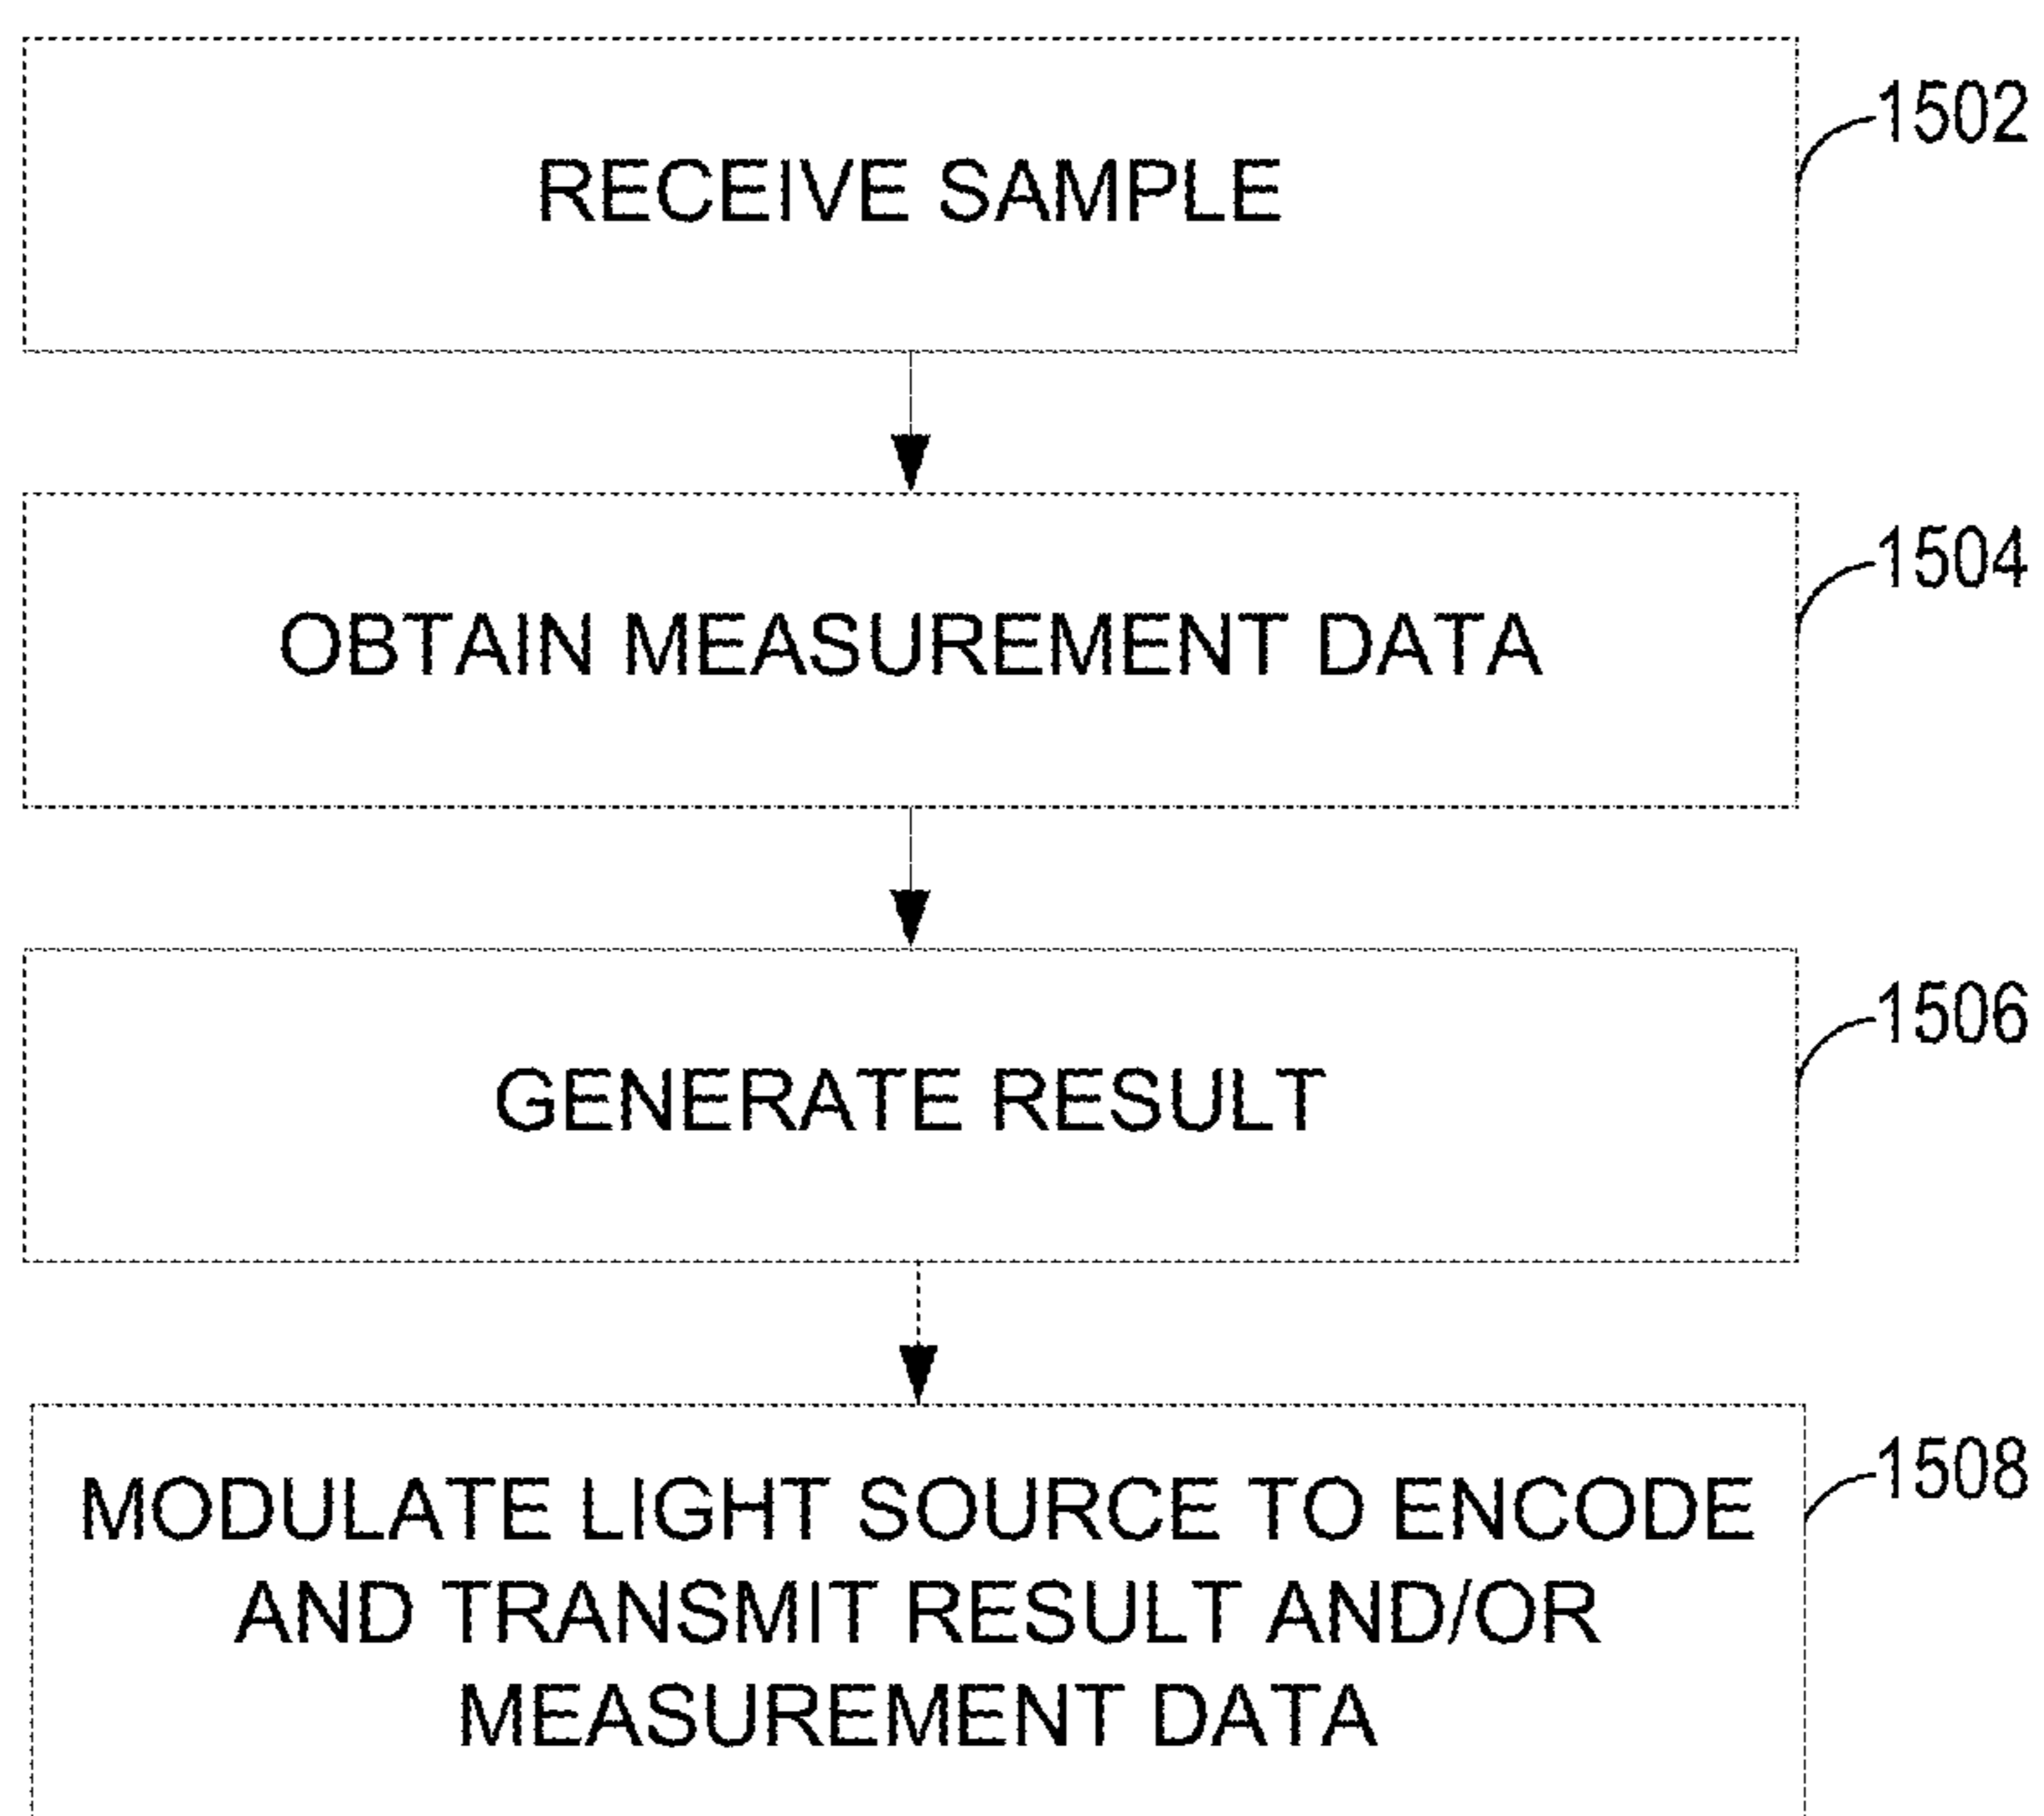 RECEIVE SAMPLE
1502
OBTAIN MEASUREMENT DATA
1504
GENERATE RESULT
1506
MODULATE LIGHT SOURCE TO ENCODE
AND TRANSMIT RESULT AND/OR
MEASUREMENT DATA
1508